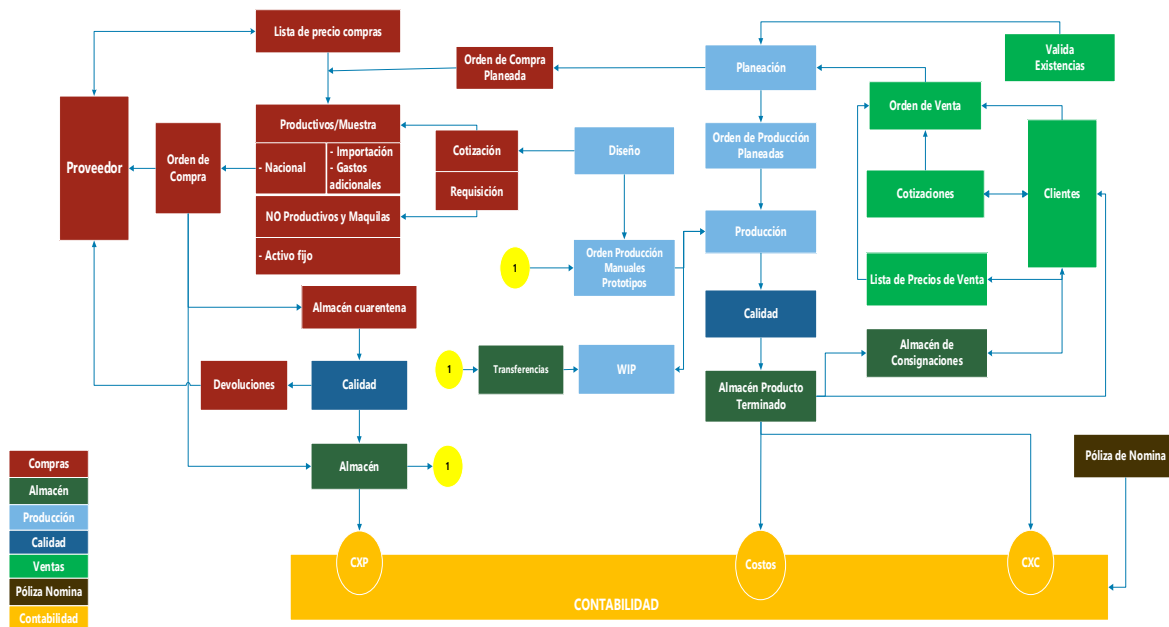 Lista de precio compras
Orden de Compra
Planeada
Planeación
Valida
Existencias
Orden de Venta
Proveedor
Orden de
Compra
Productivos/Muestra
- Nacional
- Importación
- Gastos
adicionales
NO Productivos y Maquilas
- Activo fijo
Cotización
Requisición
Diseño
Orden de Producción
Planeadas
Cotizaciones
Clientes
Producción
1
Orden Producción
Manuales
Prototipos
Lista de Precios de Venta
Almacén cuarentena
Calidad
Almacén de
Consignaciones
Devoluciones
Calidad
1
Transferencias
WIP
Almacén Producto
Terminado
Almacén
1
Póliza de Nomina
Compras
Almacén
Producción
Calidad
Ventas
Póliza Nomina
Contabilidad
CXP
Costos
CXC
CONTABILIDAD